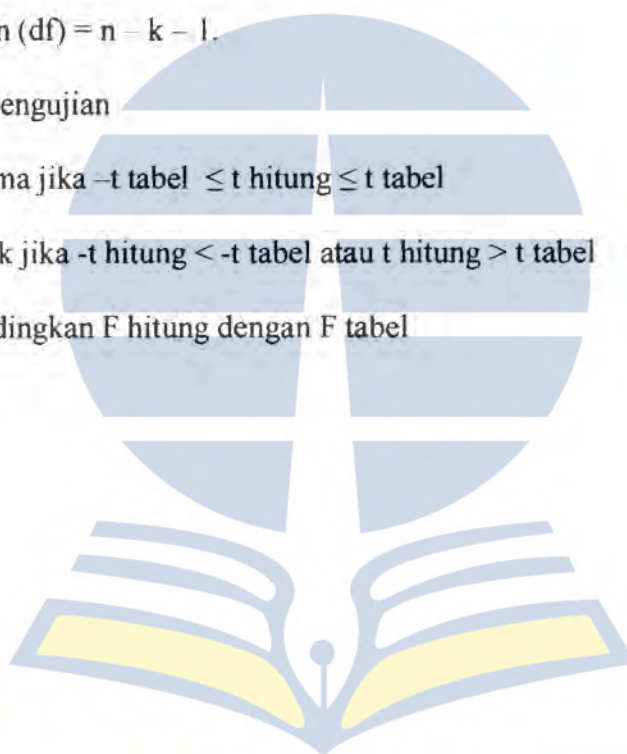 n (df) = n – k – 1.
engujian
ma jika –t tabel ≤ t hitung ≤ t tabel
k jika -t hitung < -t tabel atau t hitung > t tabel
dingkan F hitung dengan F tabel